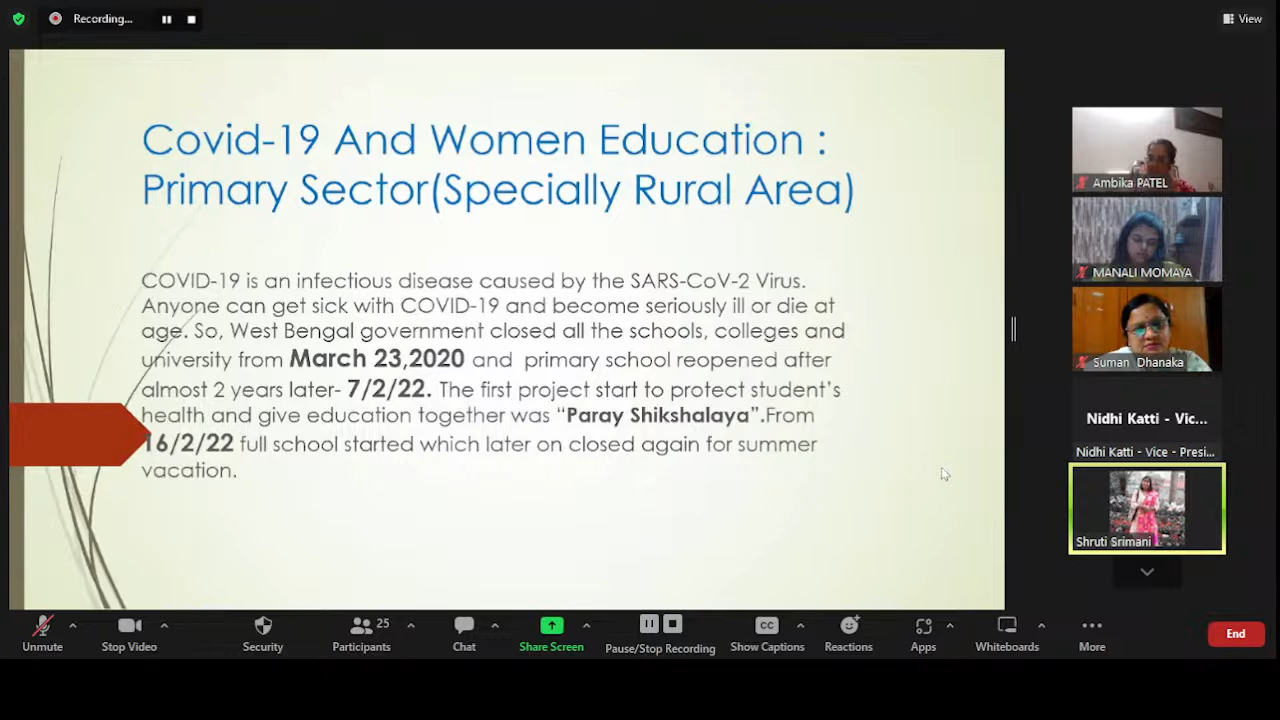 Recording...
View
Covid-19 And Women Education :
Primary Sector(Specially Rural Area)
COVID-19 is an infectious disease caused by the SARS-CoV-2 Virus.
Anyone can get sick with COVID-19 and become seriously ill or die at
age. So, West Bengal government closed all the schools, colleges and
university from March 23,2020 and primary school reopened after
almost 2 years later- 7/2/22. The first project start to protect student's
health and give education together was “Paray Shikshalaya”.From
16/2/22 full school started which later on closed again for summer
vacation.
Ambika PATEL
MANALI MOMAYA
Suman Dhanaka
Nidhi Katti - Vic...
Nidhi Katti - Vice - Presi...
Shruti Srimani
Unmute
Stop Video
Security
25
Participants
Chat
Share Screen
Pause/Stop Recording
CC
Show Captions
Reactions
Apps
Whiteboards
More
End